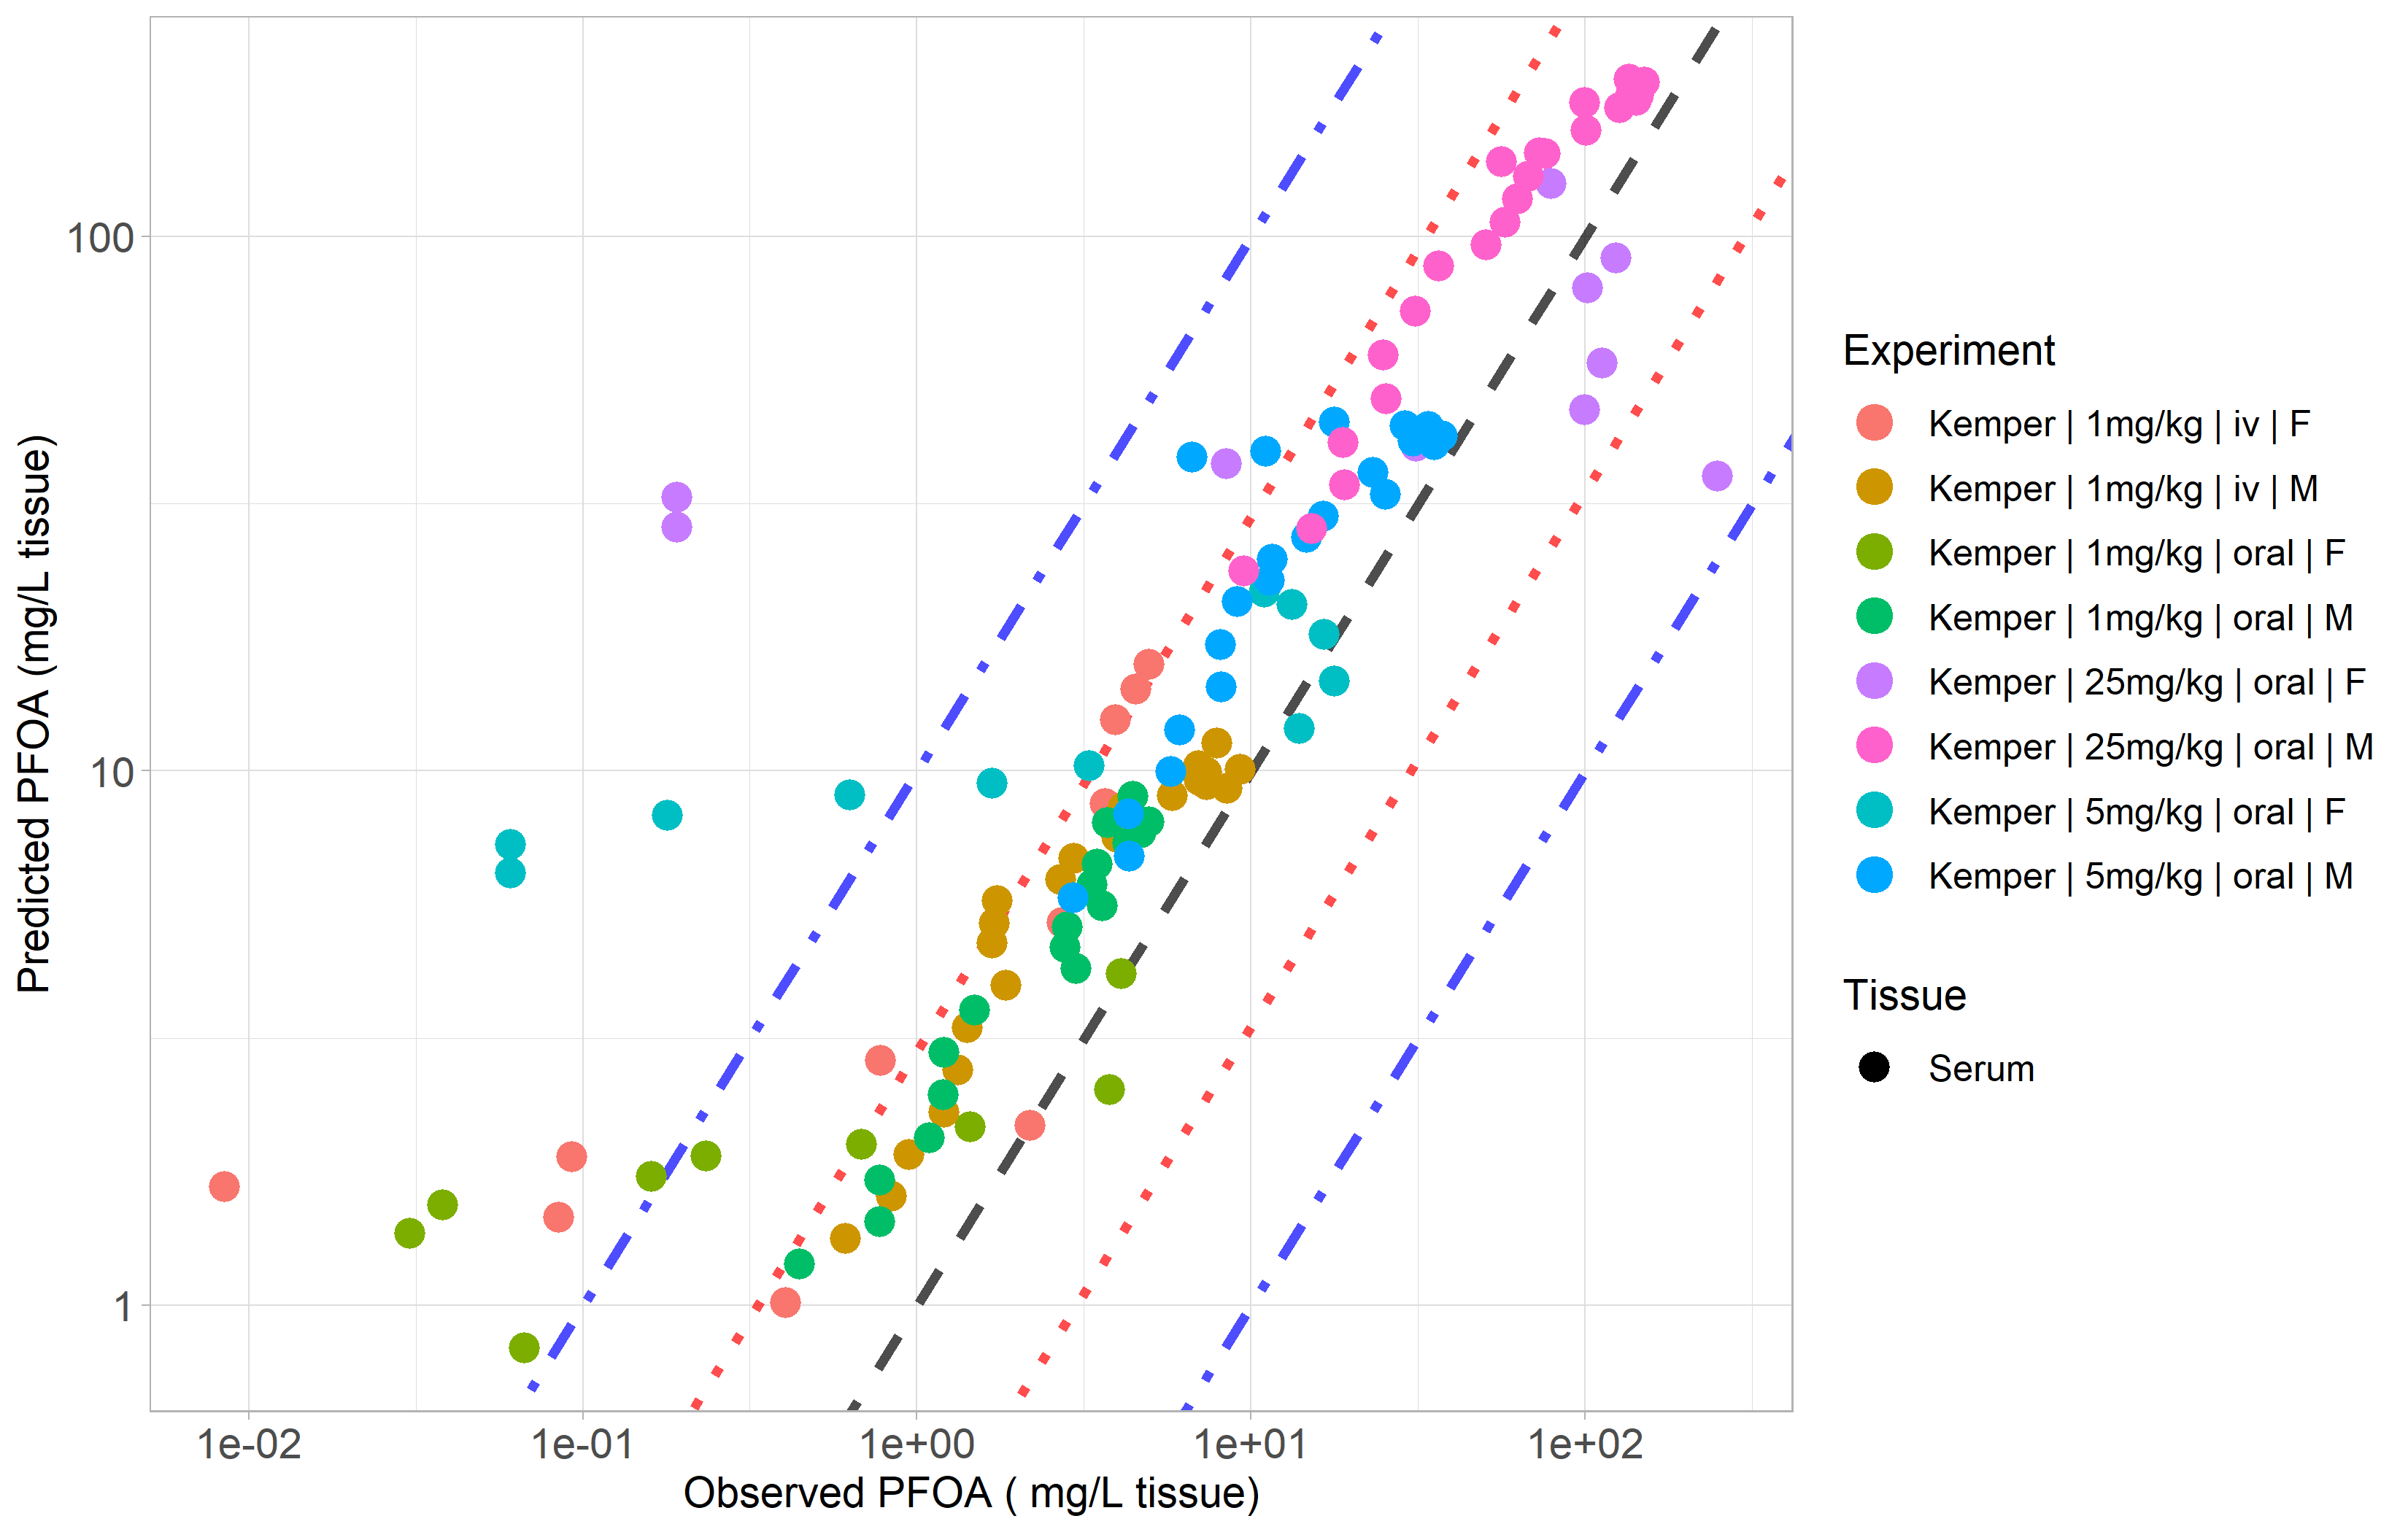 Predicted PFOA (mg/L tissue)
100
10
1
1e-02
1e-01
1e+00
1e+01
1e+02
Observed PFOA ( mg/L tissue)
Experiment
Kemper | 1mg/kg | iv | F
Kemper | 1mg/kg | iv | M
Kemper | 1mg/kg | oral | F
Kemper | 1mg/kg | oral | M
Kemper | 25mg/kg | oral | F
Kemper | 25mg/kg | oral | M
Kemper | 5mg/kg | oral | F
Kemper | 5mg/kg | oral | M
Tissue
Serum